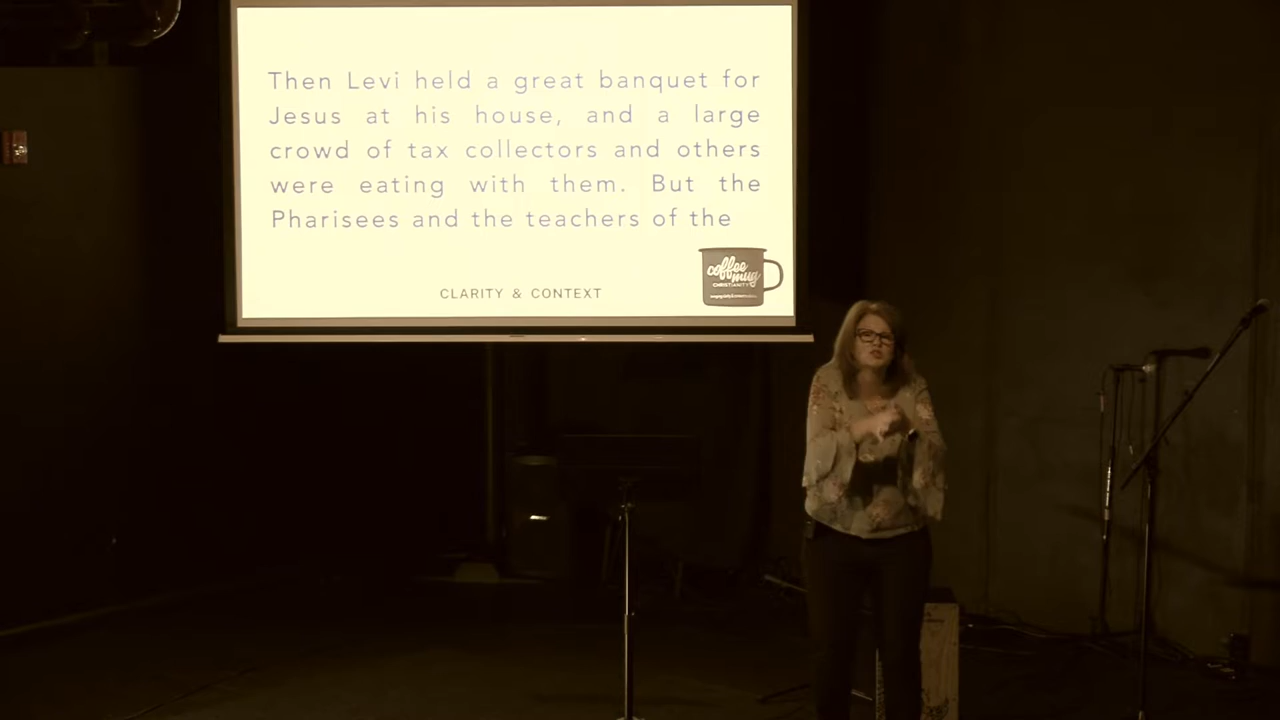 Then Levi held a great banquet for
Jesus at his house, and a large
crowd of tax collectors and others
were eating with them. But the
Pharisees and the teachers of the
CLARITY & CONTEXT
coffee
mug
CHRISTIANITY